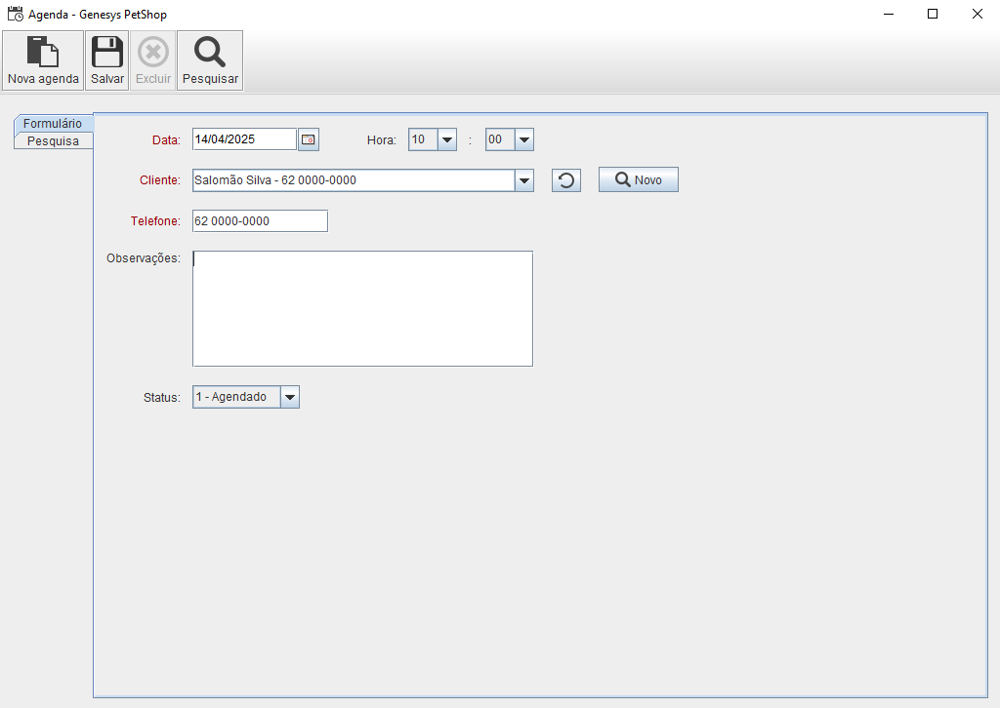 Agenda - Genesys PetShop
Nova agenda Salvar Excluir Pesquisar
Formulário
Pesquisa
Data: 14/04/2025 Hora: 10 : 00
Cliente: Salomão Silva - 62 0000-0000 Novo
Telefone: 62 0000-0000
Observações:
Status: 1 - Agendado